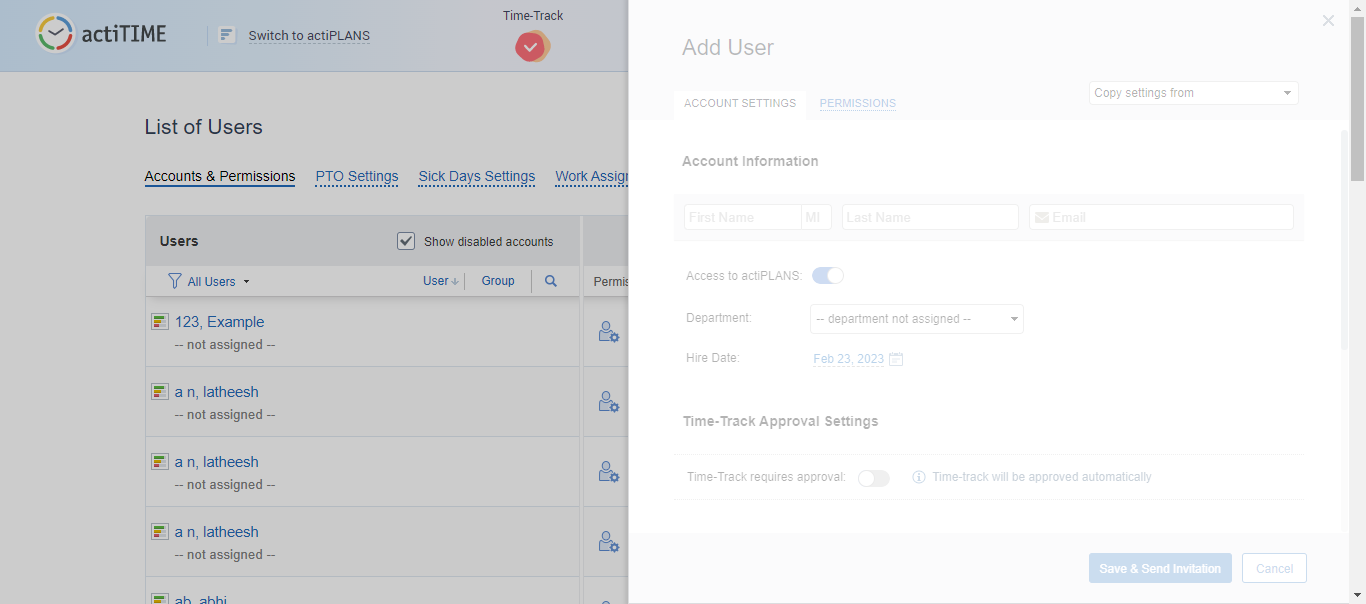 actiTIME
Switch to actiPLANS
Time-Track
List of Users
Accounts & Permissions
PTO Settings
Sick Days Settings
Work Assign
Users
Show disabled accounts
All Users
User
Group
Permis
123, Example
-- not assigned --
a n, latheesh
-- not assigned --
a n, latheesh
-- not assigned --
a n, latheesh
-- not assigned --
ab, abhi
Add User
ACCOUNT SETTINGS
PERMISSIONS
Copy settings from
Account Information
First Name
MI
Last Name
Email
Access to actiPLANS:
Department:
-- department not assigned --
Hire Date:
Feb 23, 2023
Time-Track Approval Settings
Time-Track requires approval:
Time-track will be approved automatically
Save & Send Invitation
Cancel